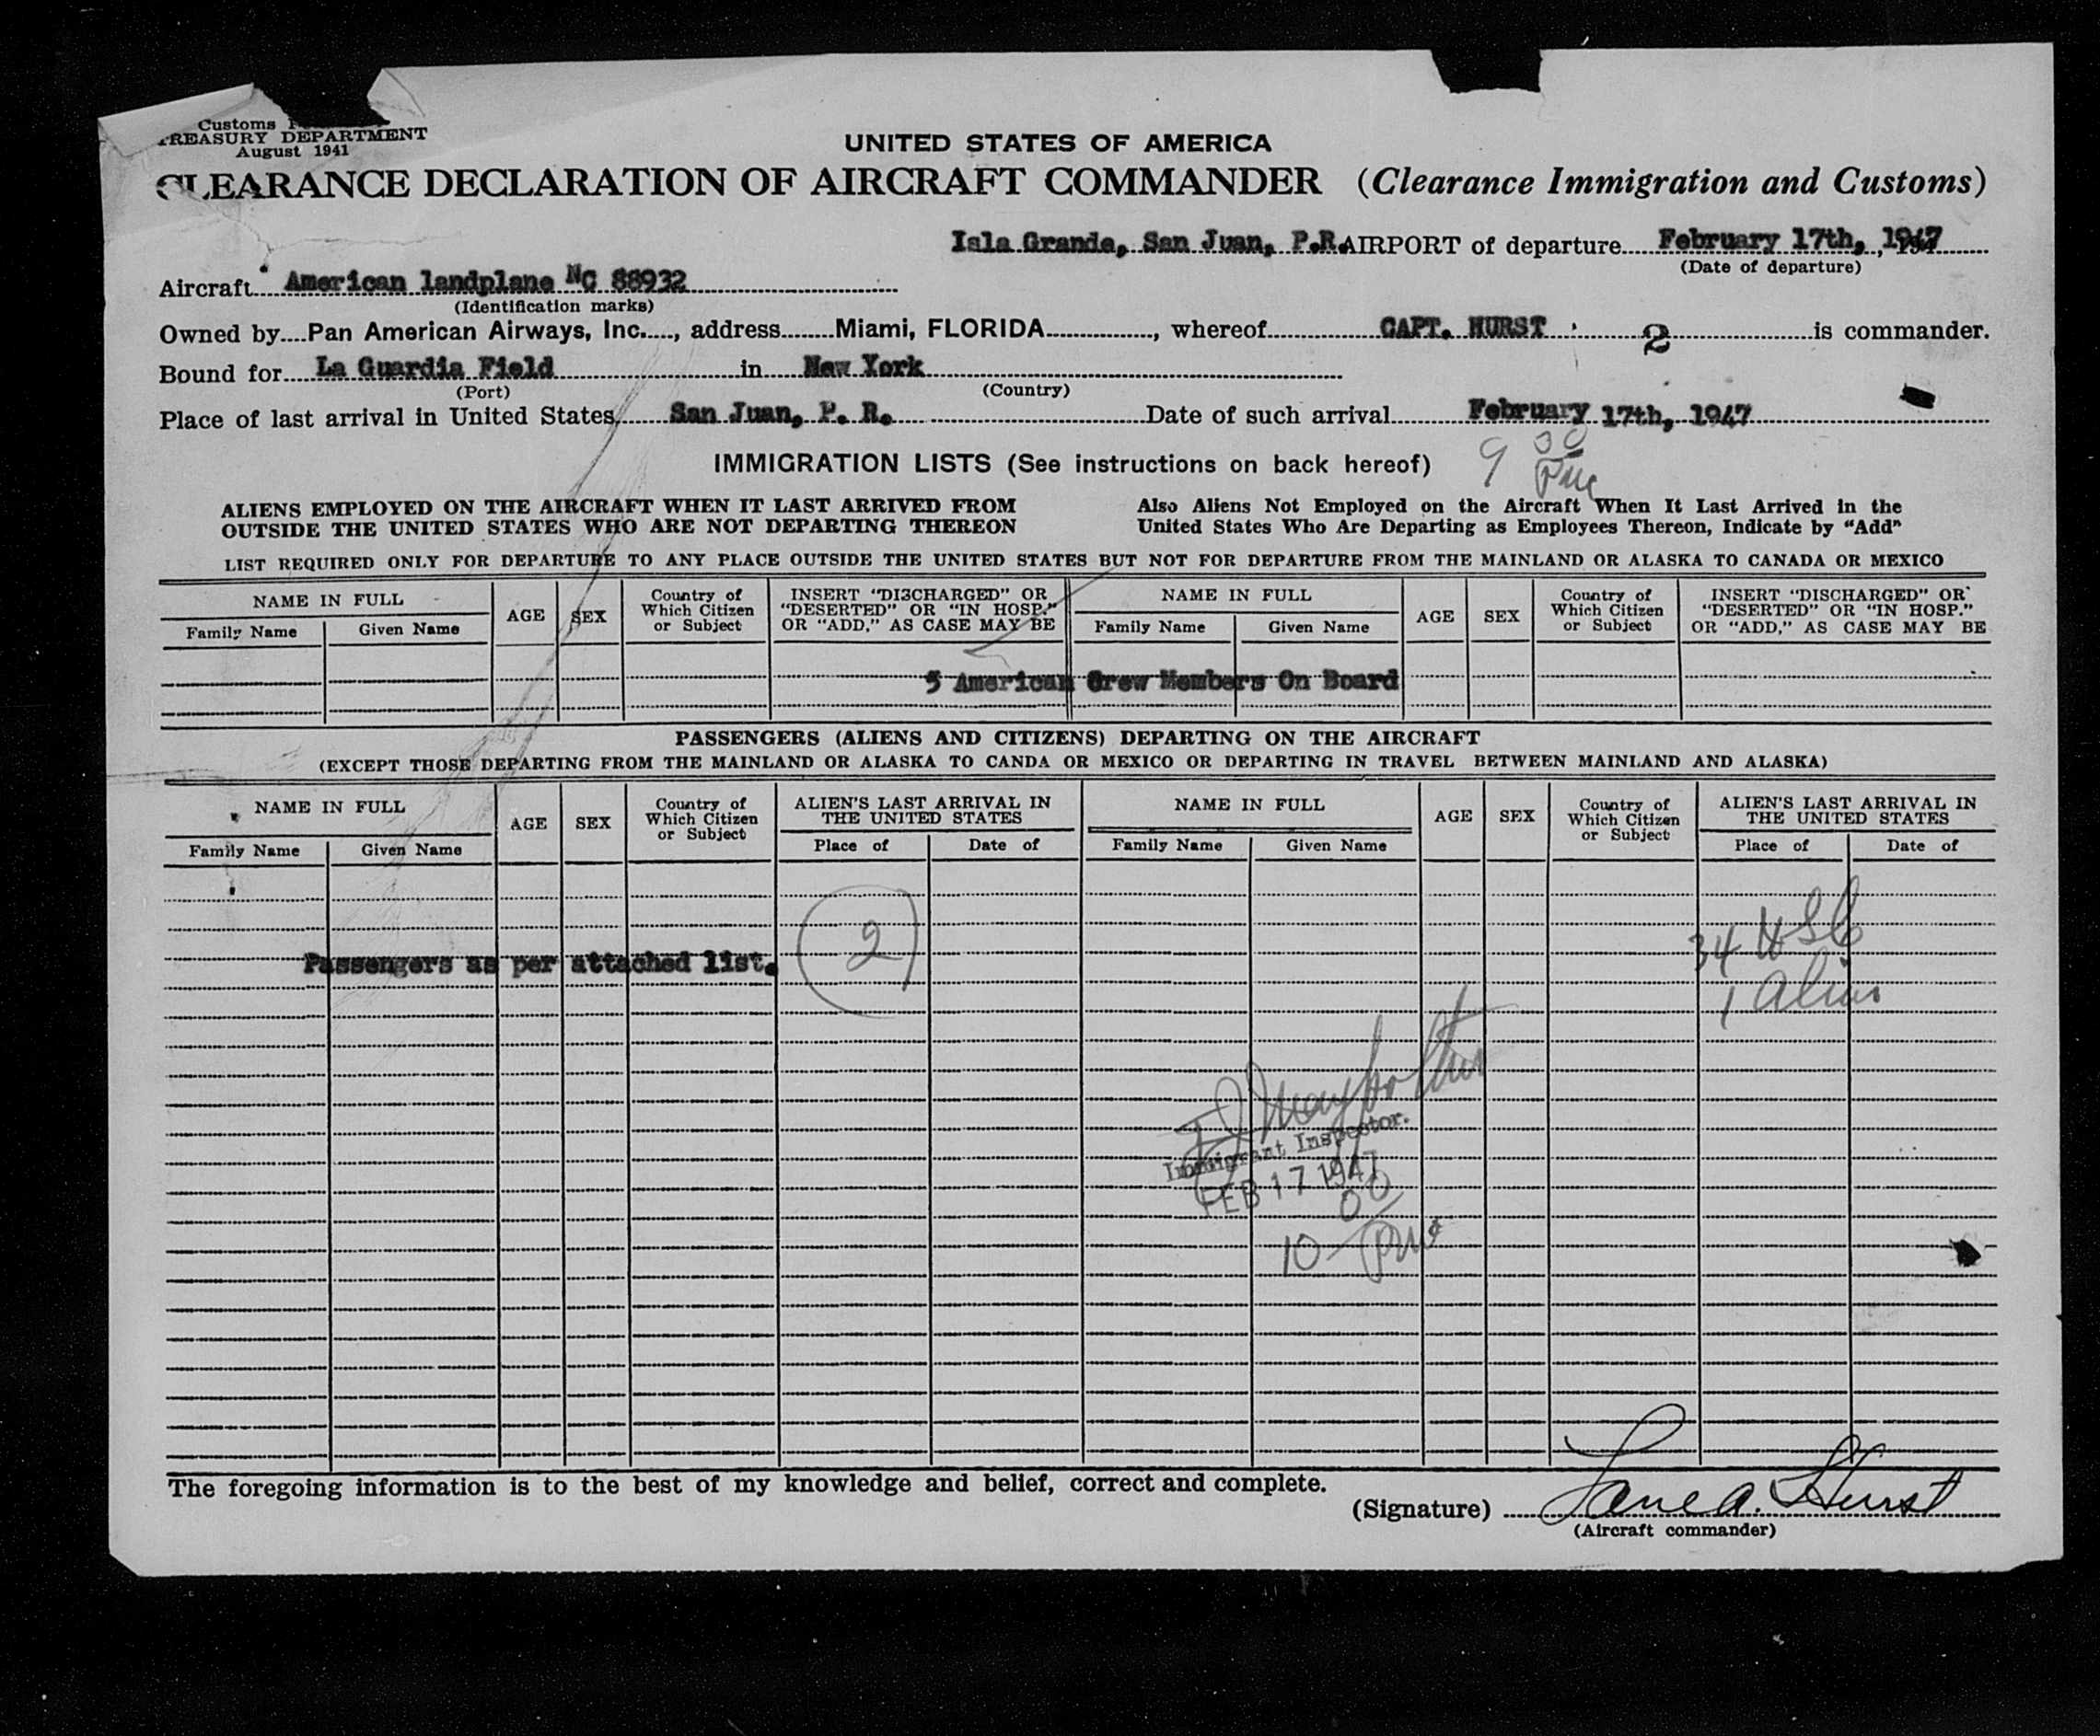 Customs
TREASURY DEPARTMENT
August 1941
UNITED STATES OF AMERICA
CLEARANCE DECLARATION OF AIRCRAFT COMMANDER (Clearance Immigration and Customs)
Isla Grande, San Juan, P.R. AIRPORT of departure February 17th, 1947
(Date of departure)
Aircraft American landplane NC 88932
(Identification marks)
Owned by Pan American Airways, Inc., address Miami, FLORIDA, whereof CAPT. HURST 2 is commander.
Bound for La Guardia Field in New York
(Port) (Country)
Place of last arrival in United States, San Juan, P. R. Date of such arrival February 17th, 1947
IMMIGRATION LISTS (See instructions on back hereof) 9 30 PM
ALIENS EMPLOYED ON THE AIRCRAFT WHEN IT LAST ARRIVED FROM Also Aliens Not Employed on the Aircraft When It Last Arrived in the
OUTSIDE THE UNITED STATES WHO ARE NOT DEPARTING THEREON United States Who Are Departing as Employees Thereon, Indicate by "Add"
LIST REQUIRED ONLY FOR DEPARTURE TO ANY PLACE OUTSIDE THE UNITED STATES BUT NOT FOR DEPARTURE FROM THE MAINLAND OR ALASKA TO CANADA OR MEXICO
NAME IN FULL AGE SEX Country of Which Citizen or Subject INSERT "DISCHARGED" OR "DESERTED" OR "IN HOSP." OR "ADD," AS CASE MAY BE NAME IN FULL AGE SEX Country of Which Citizen or Subject INSERT "DISCHARGED" OR "DESERTED" OR "IN HOSP." OR "ADD," AS CASE MAY BE
Family Name Given Name Family Name Given Name
5 American Crew Members On Board
PASSENGERS (ALIENS AND CITIZENS) DEPARTING ON THE AIRCRAFT
(EXCEPT THOSE DEPARTING FROM THE MAINLAND OR ALASKA TO CANDA OR MEXICO OR DEPARTING IN TRAVEL BETWEEN MAINLAND AND ALASKA)
NAME IN FULL AGE SEX Country of Which Citizen or Subject ALIEN'S LAST ARRIVAL IN THE UNITED STATES NAME IN FULL AGE SEX Country of Which Citizen or Subject ALIEN'S LAST ARRIVAL IN THE UNITED STATES
Family Name Given Name Place of Date of Family Name Given Name Place of Date of
34 USC
Passengers as per attached list. 2
1 Alien
Immigrant Inspector.
FEB 17 1947
10 00 PM
The foregoing information is to the best of my knowledge and belief, correct and complete.
(Signature) Lane A. Hurst
(Aircraft commander)